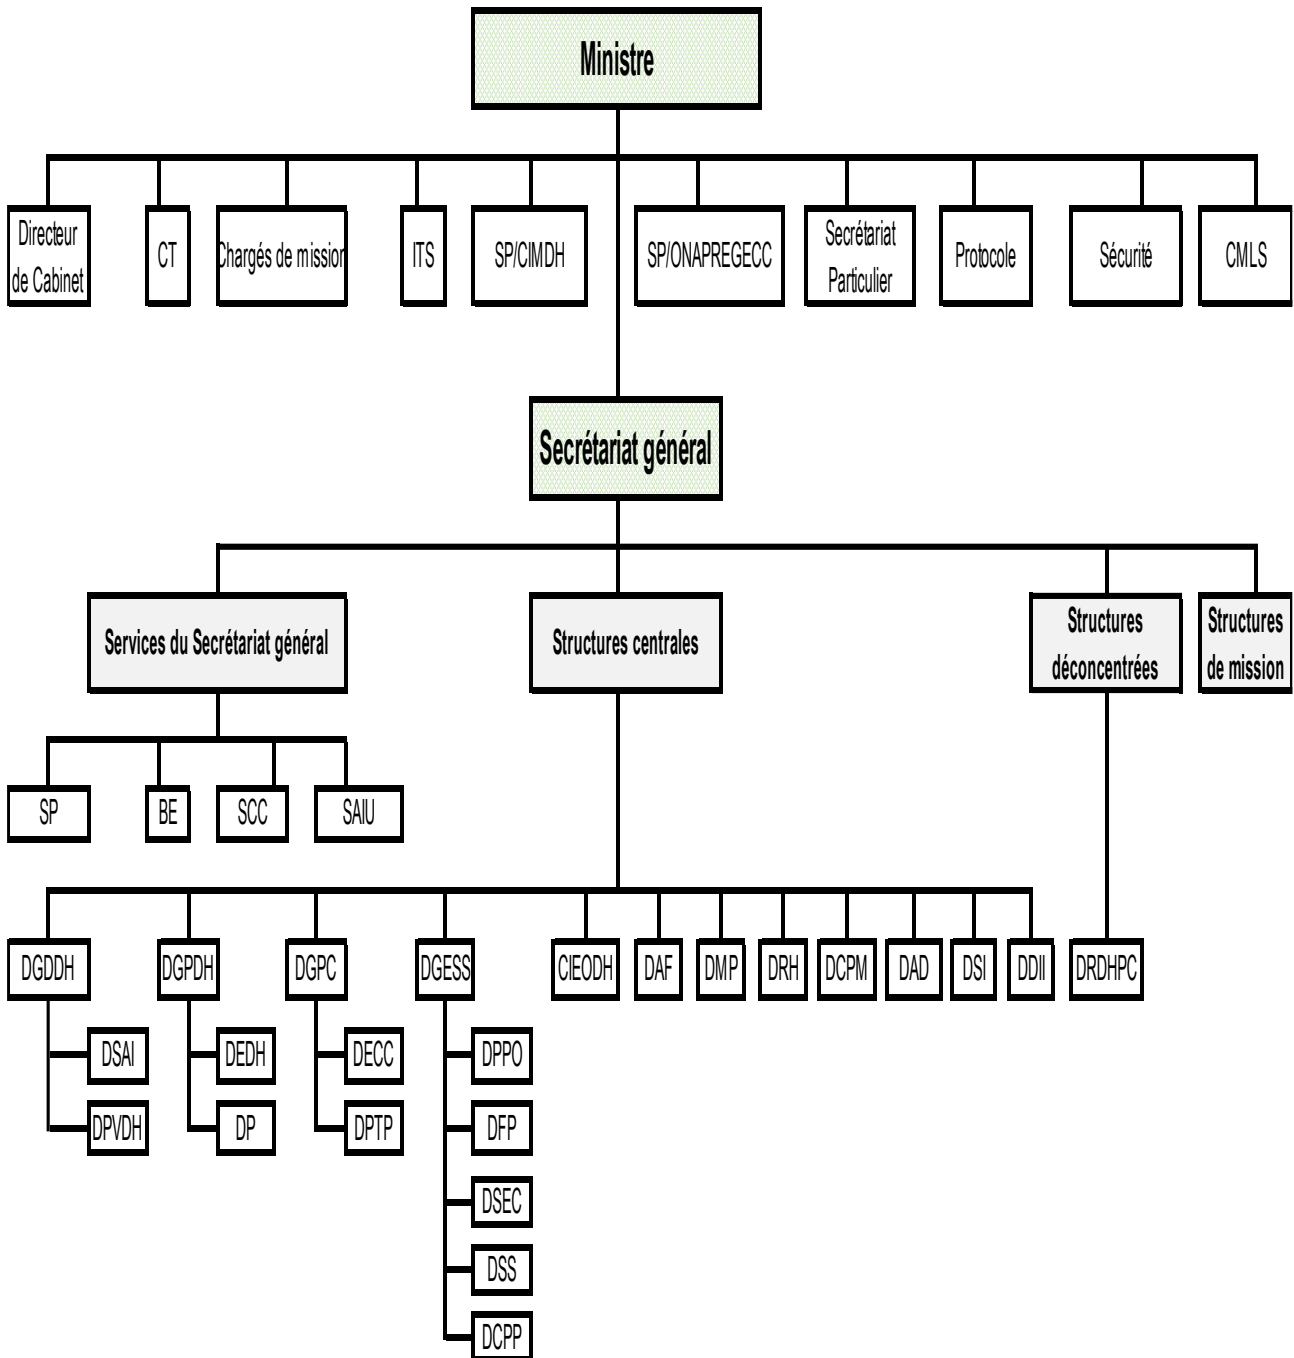 Ministre
Directeur
de Cabinet
CT
Chargés de mission
ITS
SP/CIMDH
SP/ONAPREGECC
Secrétariat
Particulier
Protocole
Sécurité
CMLS
Secrétariat général
Services du Secrétariat général
Structures centrales
Structures
déconcentrées
Structures
de mission
SP
BE
SCC
SAIU
DGDDH
DGPDH
DGPC
DGESS
CIEODH
DAF
DMP
DRH
DCPM
DAD
DSI
DDII
DRDHPC
DSAI
DEDH
DECC
DPPO
DPVDH
DP
DPTP
DFP
DSEC
DSS
DCPP